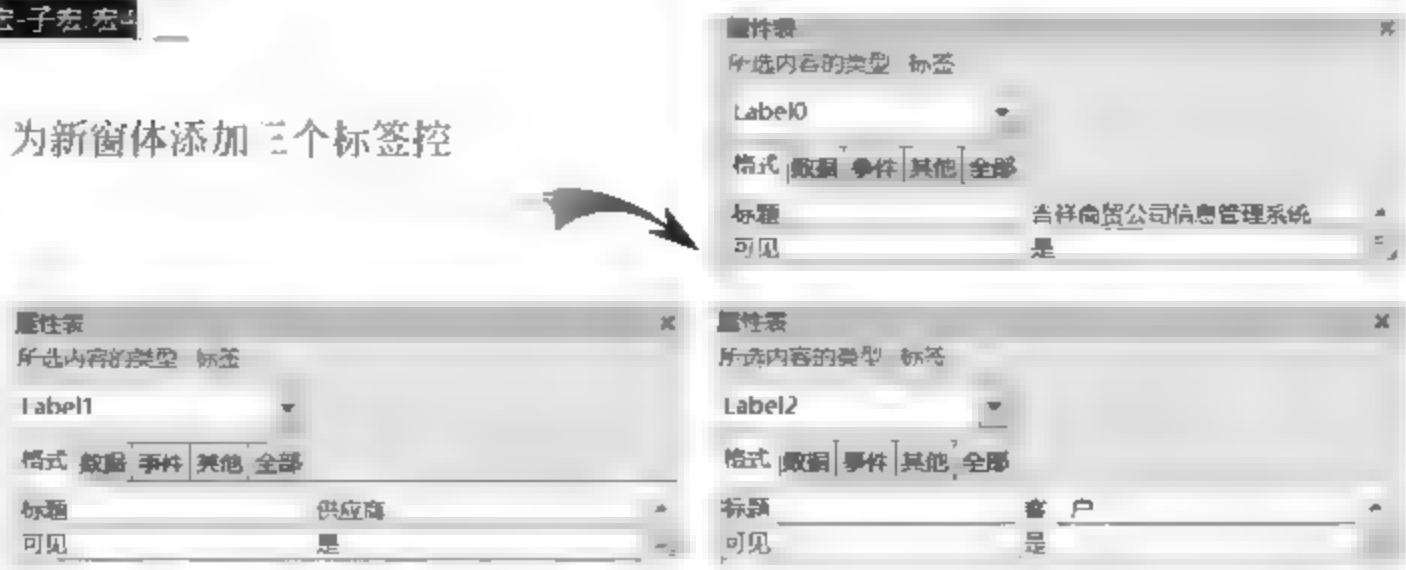 宏-子宏.宏
为新窗体添加三个标签控
属性表
所选内容的类型 标签
Label0
格式 数据 事件 其他 全部
标题 吉祥商贸公司信息管理系统
可见 是
属性表
所选内容的类型 标签
Label1
格式 数据 事件 其他 全部
标题 供应商
可见 是
属性表
所选内容的类型 标签
Label2
格式 数据 事件 其他 全部
标题 客 户
可见 是